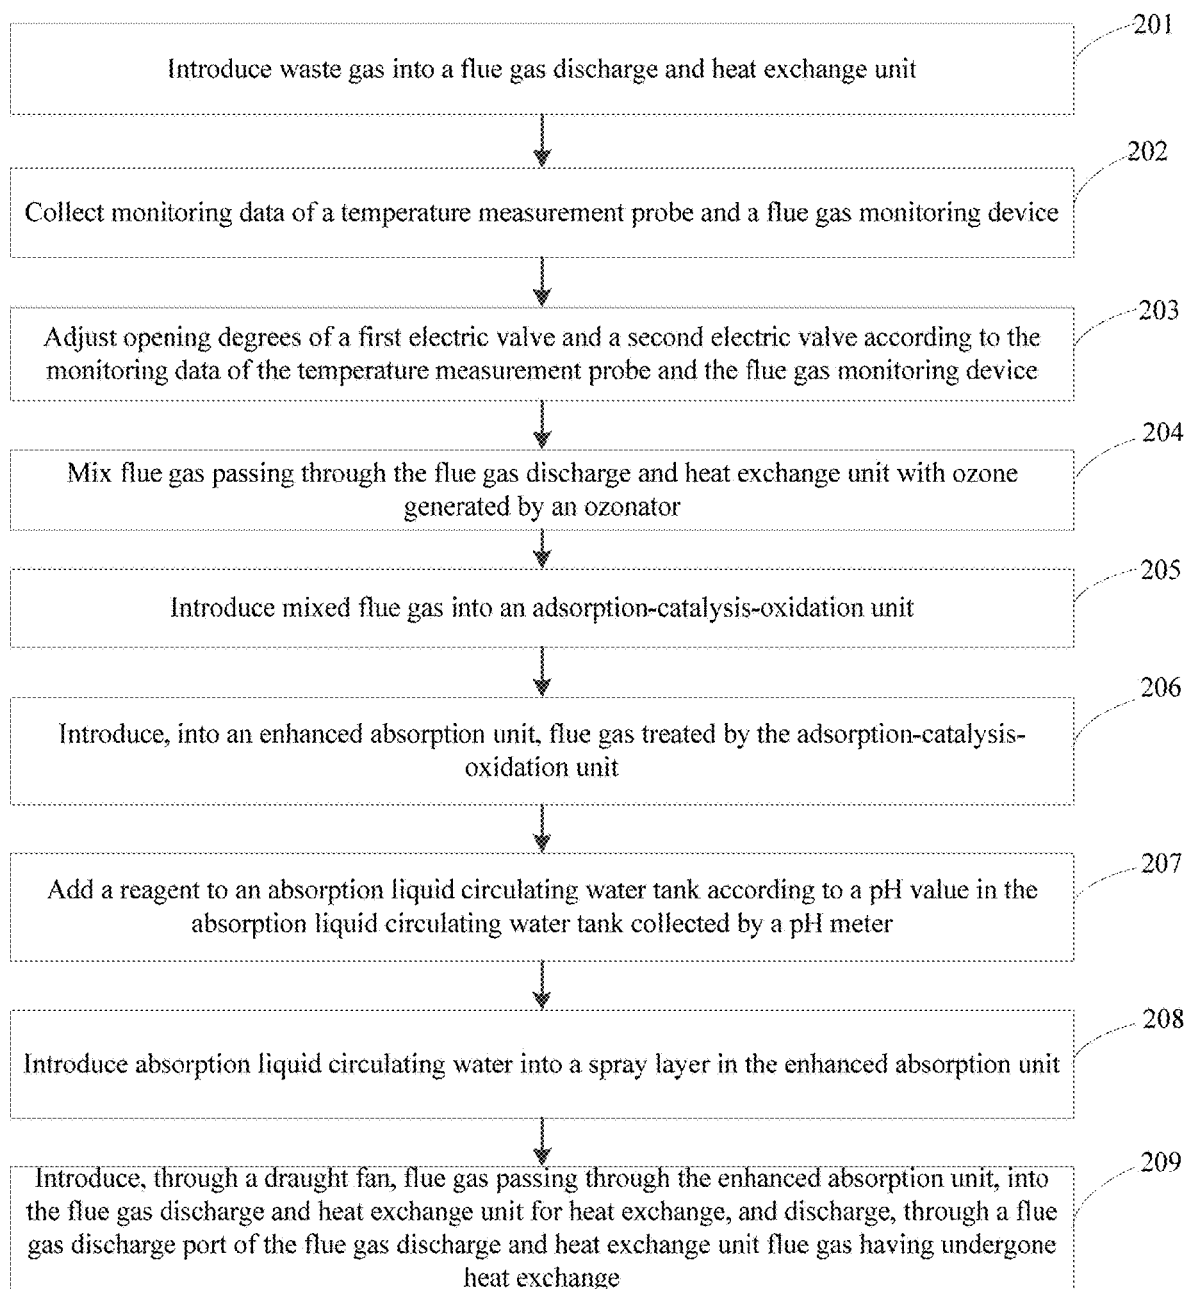 201
Introduce waste gas into a flue gas discharge and heat exchange unit
202
Collect monitoring data of a temperature measurement probe and a flue gas monitoring device
203
Adjust opening degrees of a first electric valve and a second electric valve according to the
monitoring data of the temperature measurement probe and the flue gas monitoring device
204
Mix flue gas passing through the flue gas discharge and heat exchange unit with ozone
generated by an ozonator
205
Introduce mixed flue gas into an adsorption-catalysis-oxidation unit
206
Introduce, into an enhanced absorption unit, flue gas treated by the adsorption-catalysis-
oxidation unit
207
Add a reagent to an absorption liquid circulating water tank according to a pH value in the
absorption liquid circulating water tank collected by a pH meter
208
Introduce absorption liquid circulating water into a spray layer in the enhanced absorption unit
209
Introduce, through a draught fan, flue gas passing through the enhanced absorption unit, into
the flue gas discharge and heat exchange unit for heat exchange, and discharge, through a flue
gas discharge port of the flue gas discharge and heat exchange unit flue gas having undergone
heat exchange